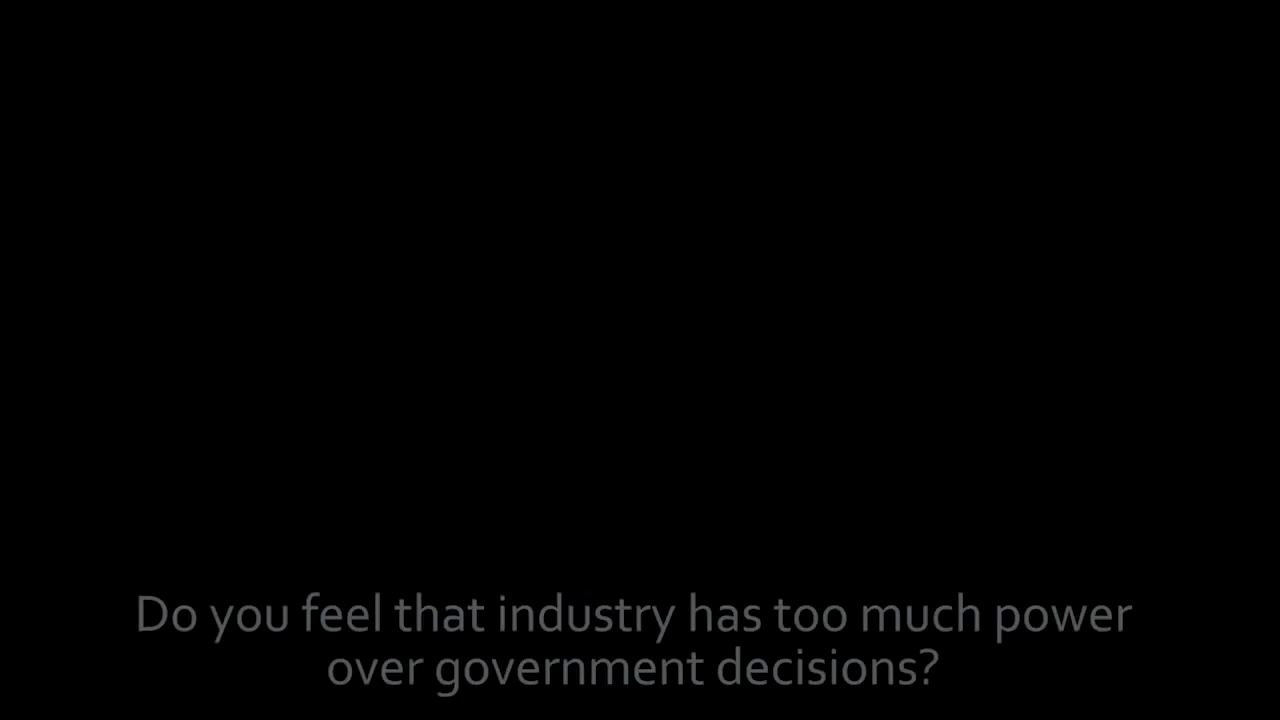 Do you feel that industry has too much power
over government decisions?